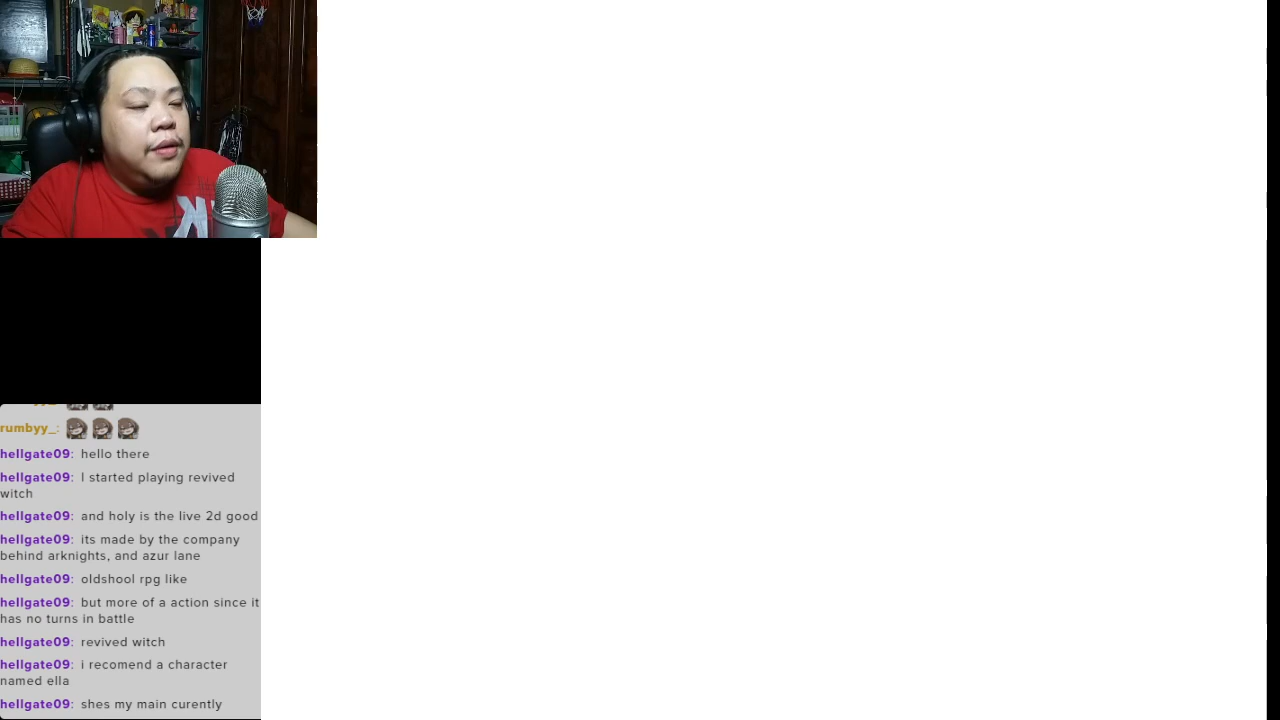 rumbyy_:
hellgate09: hello there
hellgate09: I started playing revived
witch
hellgate09: and holy is the live 2d good
hellgate09: its made by the company
behind arknights, and azur lane
hellgate09: oldshool rpg like
hellgate09: but more of a action since it
has no turns in battle
hellgate09: revived witch
hellgate09: i recomend a character
named ella
hellgate09: shes my main curently